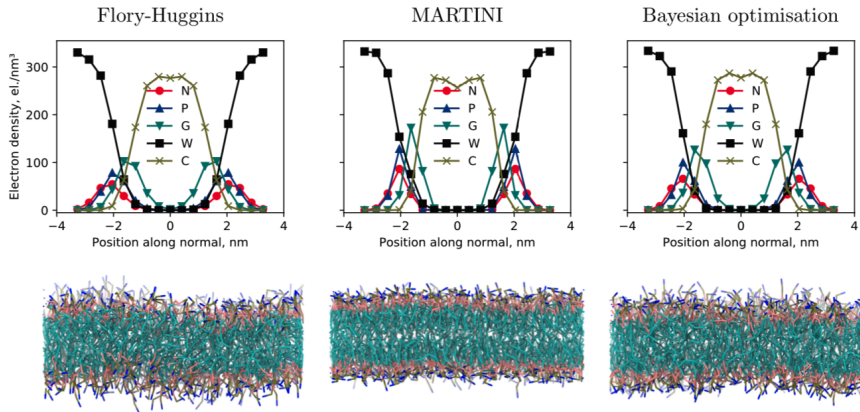 Flory-Huggins
MARTINI
Bayesian optimisation
Electron density, el./nm³
300
200
100
0
N
P
G
W
C
N
P
G
W
C
N
P
G
W
C
−4
−2
0
2
4
−4
−2
0
2
4
−4
−2
0
2
4
Position along normal, nm
Position along normal, nm
Position along normal, nm